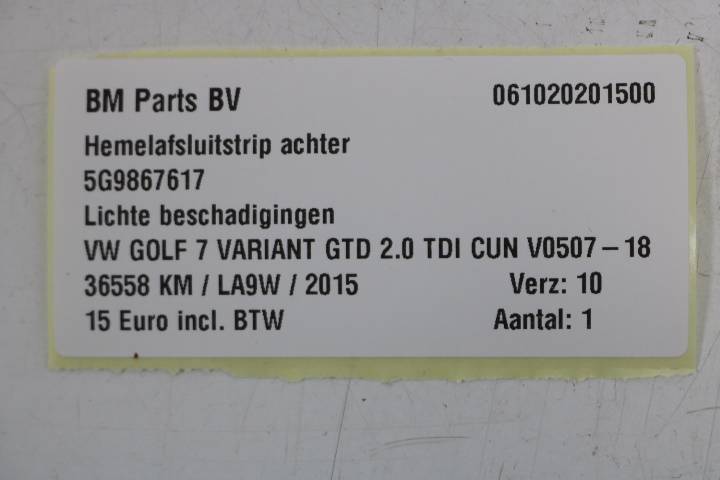 BM Parts BV 061020201500
Hemelafsluitstrip achter
5G9867617
Lichte beschadigingen
VW GOLF 7 VARIANT GTD 2.0 TDI CUN V0507-18
36558 KM / LA9W / 2015 Verz: 10
15 Euro incl. BTW Aantal: 1